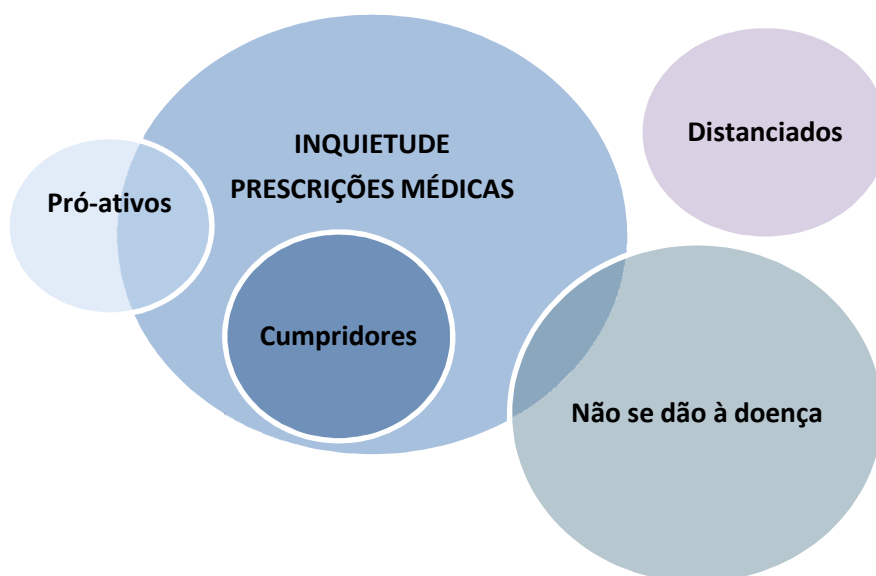 INQUIETUDE
PRESCRIÇÕES MÉDICAS
Distanciados
Pró-ativos
Cumpridores
Não se dão à doença